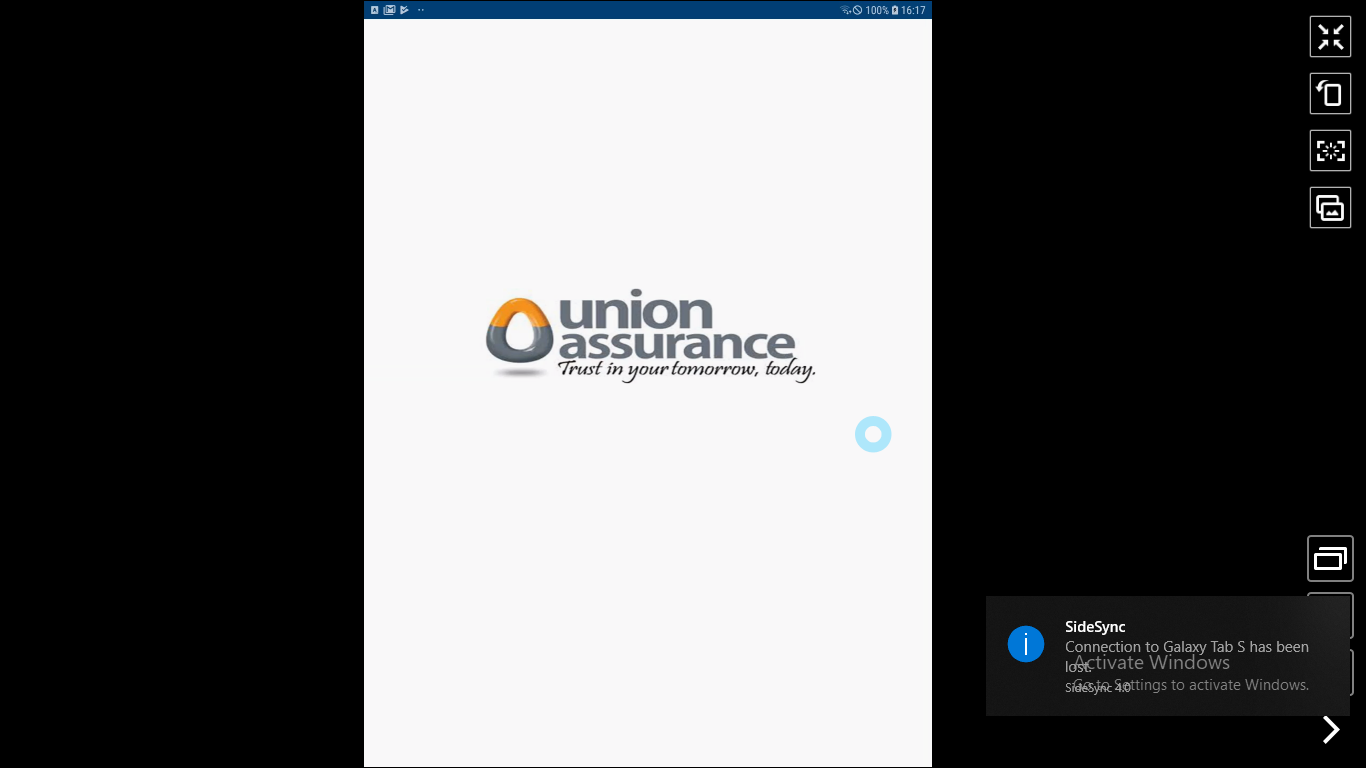 100% 16:17
union
assurance
Trust in your tomorrow, today.
SideSync
Connection to Galaxy Tab S has been
lost.
SideSync 4.0
Activate Windows
Go to Settings to activate Windows.